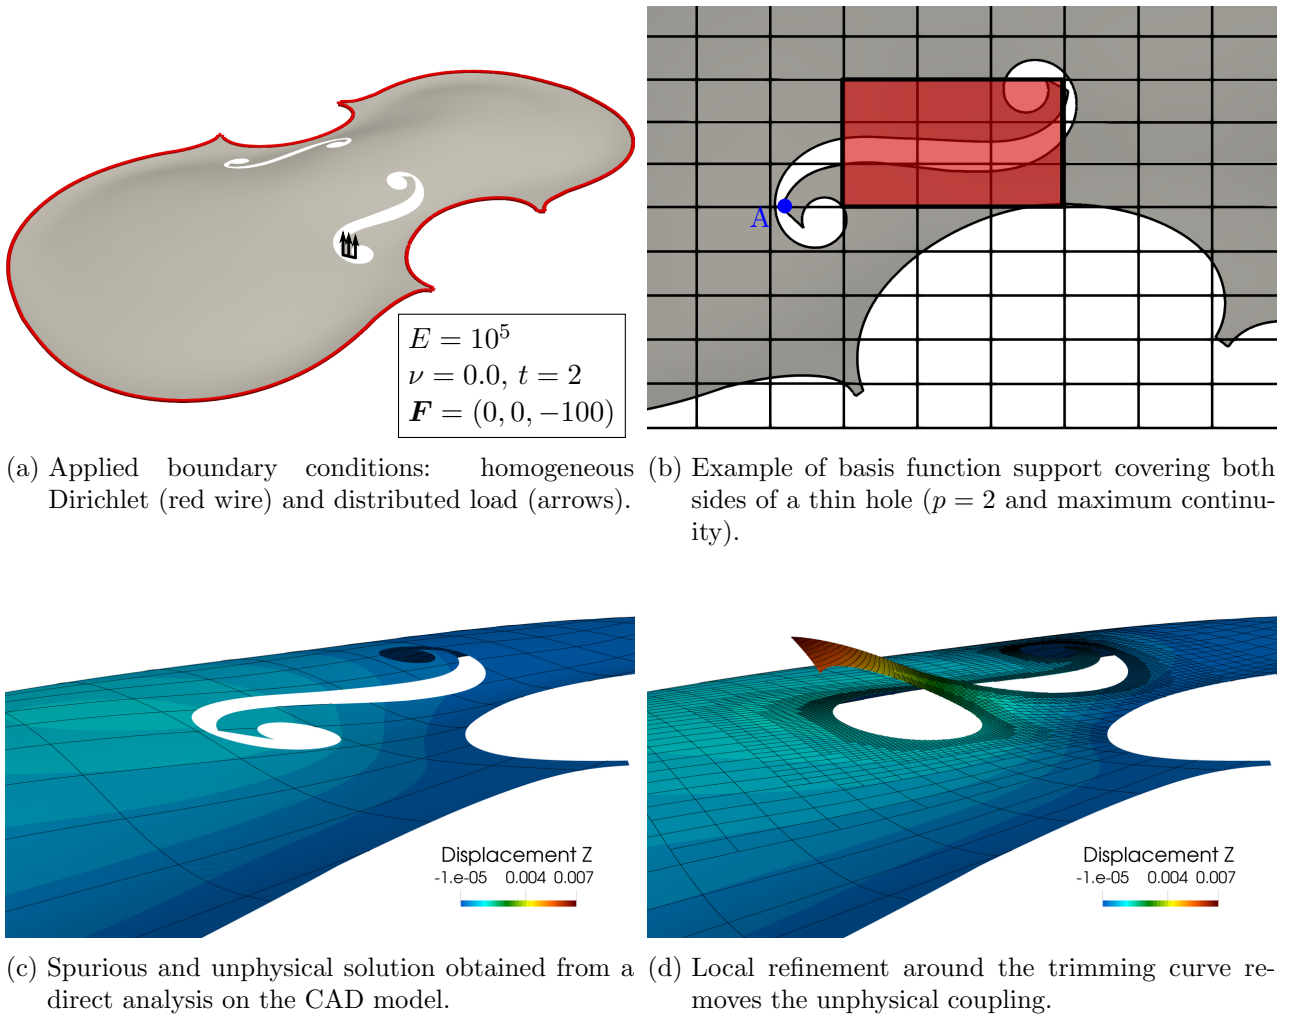 E = 10⁵
ν = 0.0, t = 2
F = (0, 0, −100)
A
(a) Applied boundary conditions: homogeneous
Dirichlet (red wire) and distributed load (arrows).
(b) Example of basis function support covering both
sides of a thin hole (p = 2 and maximum continu-
ity).
Displacement Z
-1.e-05 0.004 0.007
Displacement Z
-1.e-05 0.004 0.007
(c) Spurious and unphysical solution obtained from a
direct analysis on the CAD model.
(d) Local refinement around the trimming curve re-
moves the unphysical coupling.